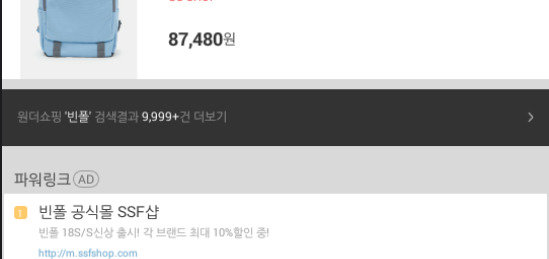 87,480원
원더쇼핑 '빈폴' 검색결과 9,999+건 더보기
파워링크 AD
1 빈폴 공식몰 SSF샵
빈폴 18S/S신상 출시! 각 브랜드 최대 10%할인 중!
http://m.ssfshop.com